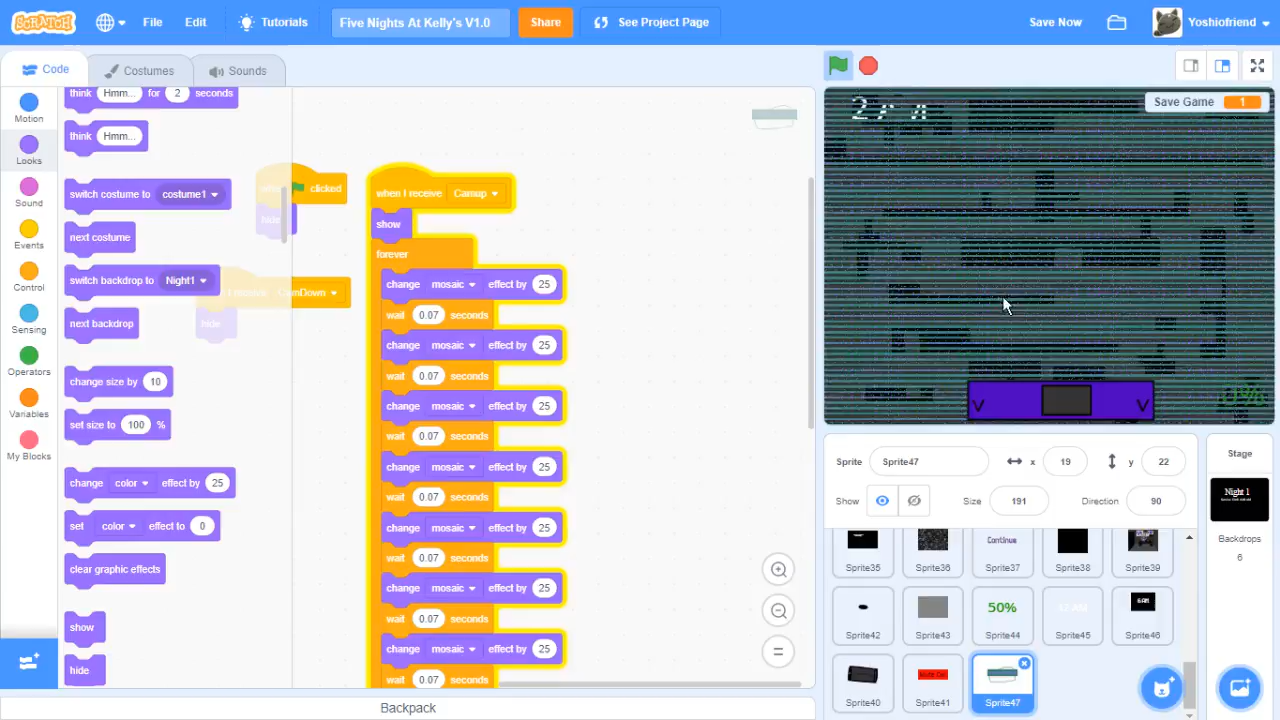 SCRATCH File Edit Tutorials Five Nights At Kelly's V1.0 Share See Project Page Save Now Yoshiofriend
Code Costumes Sounds
Motion
Looks
Sound
Events
Control
Sensing
Operators
Variables
My Blocks
think Hmm... for 2 seconds
think Hmm...
switch costume to costume1
next costume
switch backdrop to Night1
next backdrop
change size by 10
set size to 100 %
change color effect by 25
set color effect to 0
clear graphic effects
show
hide
clicked
hide
hide
when I receive Camup
show
forever
change mosaic effect by 25
wait 0.07 seconds
change mosaic effect by 25
wait 0.07 seconds
change mosaic effect by 25
wait 0.07 seconds
change mosaic effect by 25
wait 0.07 seconds
change mosaic effect by 25
wait 0.07 seconds
change mosaic effect by 25
wait 0.07 seconds
change mosaic effect by 25
wait 0.07 seconds
Save Game 1
Sprite Sprite47 x 19 y 22
Show Size 191 Direction 90
Continue
Sprite35 Sprite36 Sprite37 Sprite38 Sprite39
50% 6 AM
Sprite42 Sprite43 Sprite44 Sprite45 Sprite46
Mute Call
Sprite40 Sprite41 Sprite47
Stage
Night 1
Backdrops
6
Backpack